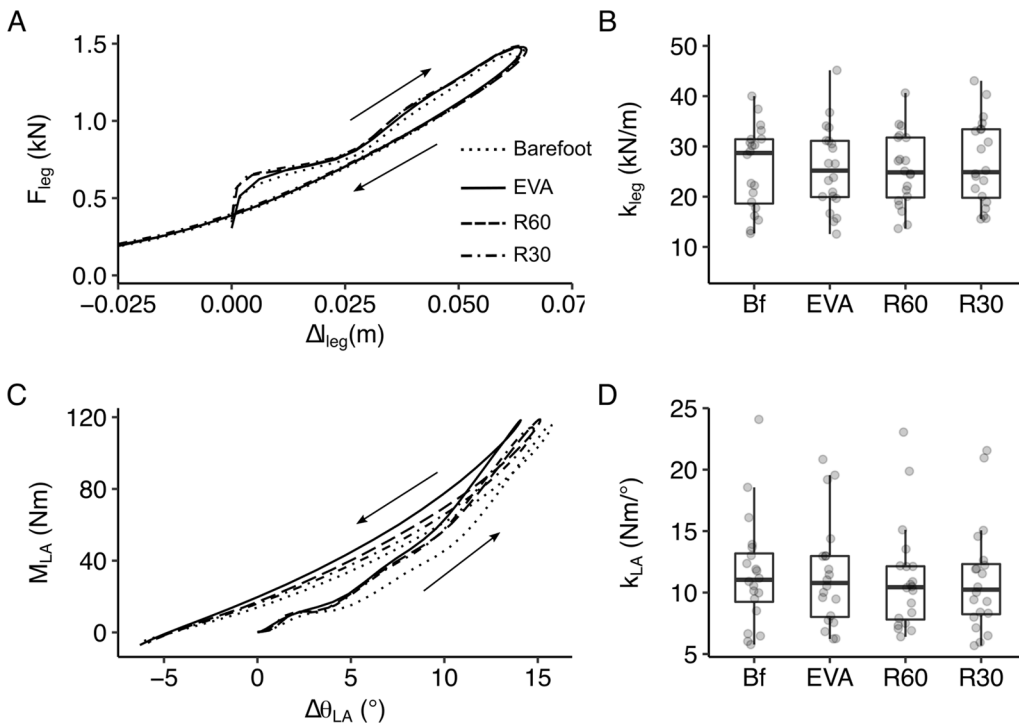 A
F_leg (kN)
1.5
1.0
0.5
0.0
−0.025
0.000
0.025
0.050
0.07
Δl_leg(m)
Barefoot
EVA
R60
R30
B
k_leg (kN/m)
50
40
30
20
10
Bf
EVA
R60
R30
C
M_LA (Nm)
120
80
40
0
−5
0
5
10
15
Δθ_LA (°)
D
k_LA (Nm/°)
25
20
15
10
5
Bf
EVA
R60
R30